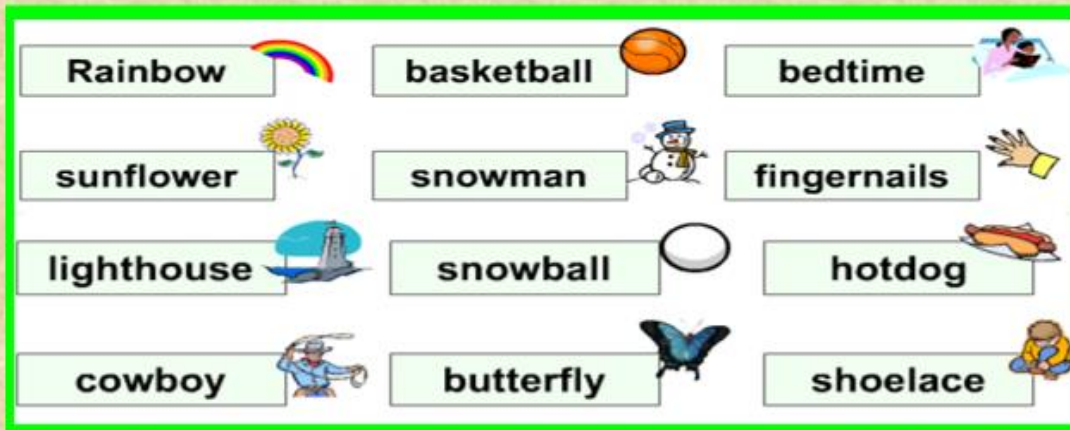 Rainbow basketball bedtime
sunflower snowman fingernails
lighthouse snowball hotdog
cowboy butterfly shoelace